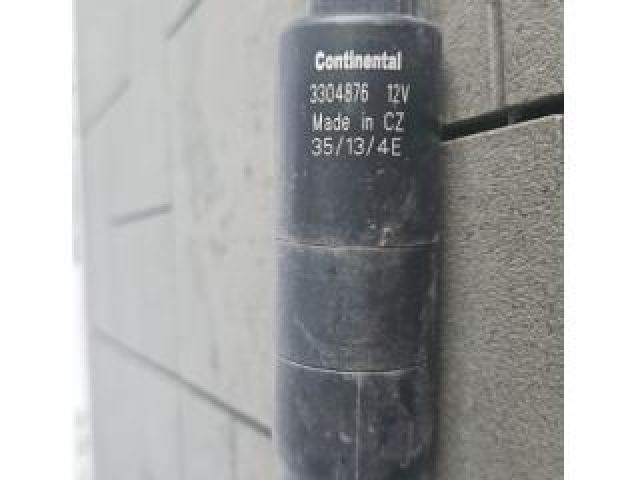 Continental
3304876 12V
Made in CZ
35/13/4E